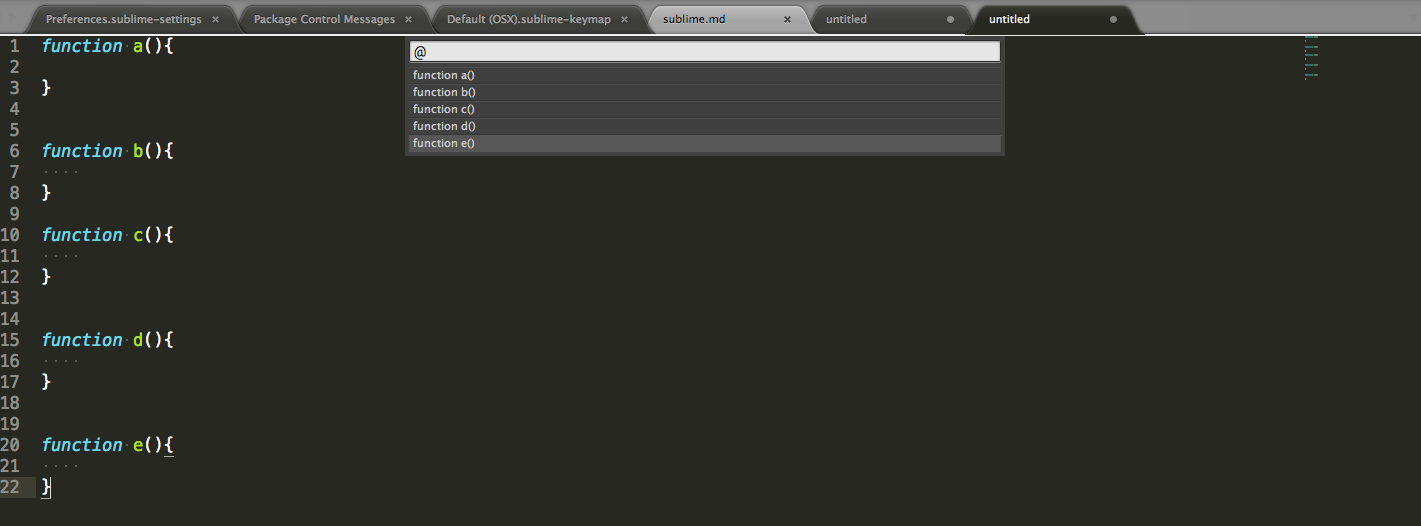 Preferences.sublime-settings × Package Control Messages × Default (OSX).sublime-keymap × sublime.md × untitled untitled
@
function a()
function b()
function c()
function d()
function e()
1 function a(){
2
3 }
4
5
6 function b(){
7 ····
8 }
9
10 function c(){
11 ····
12 }
13
14
15 function d(){
16 ····
17 }
18
19
20 function e(){
21 ····
22 }